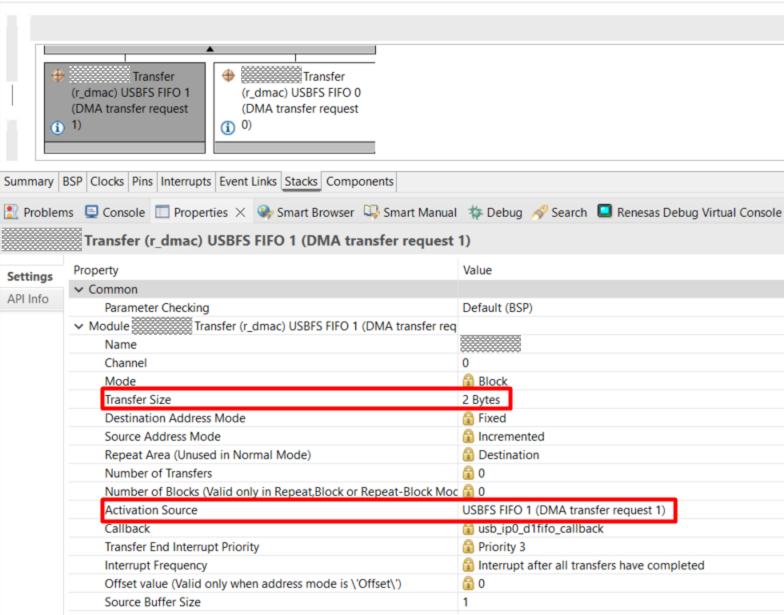 Transfer
(r_dmac) USBFS FIFO 1
(DMA transfer request
1)
Transfer
(r_dmac) USBFS FIFO 0
(DMA transfer request
0)
Summary BSP Clocks Pins Interrupts Event Links Stacks Components
Problems Console Properties Smart Browser Smart Manual Debug Search Renesas Debug Virtual Console
Transfer (r_dmac) USBFS FIFO 1 (DMA transfer request 1)
Settings
API Info
Property Value
Common
Parameter Checking Default (BSP)
Module Transfer (r_dmac) USBFS FIFO 1 (DMA transfer req
Name
Channel 0
Mode Block
Transfer Size 2 Bytes
Destination Address Mode Fixed
Source Address Mode Incremented
Repeat Area (Unused in Normal Mode) Destination
Number of Transfers 0
Number of Blocks (Valid only in Repeat,Block or Repeat-Block Moc 0
Activation Source USBFS FIFO 1 (DMA transfer request 1)
Callback usb_ip0_d1fifo_callback
Transfer End Interrupt Priority Priority 3
Interrupt Frequency Interrupt after all transfers have completed
Offset value (Valid only when address mode is \'Offset\') 0
Source Buffer Size 1